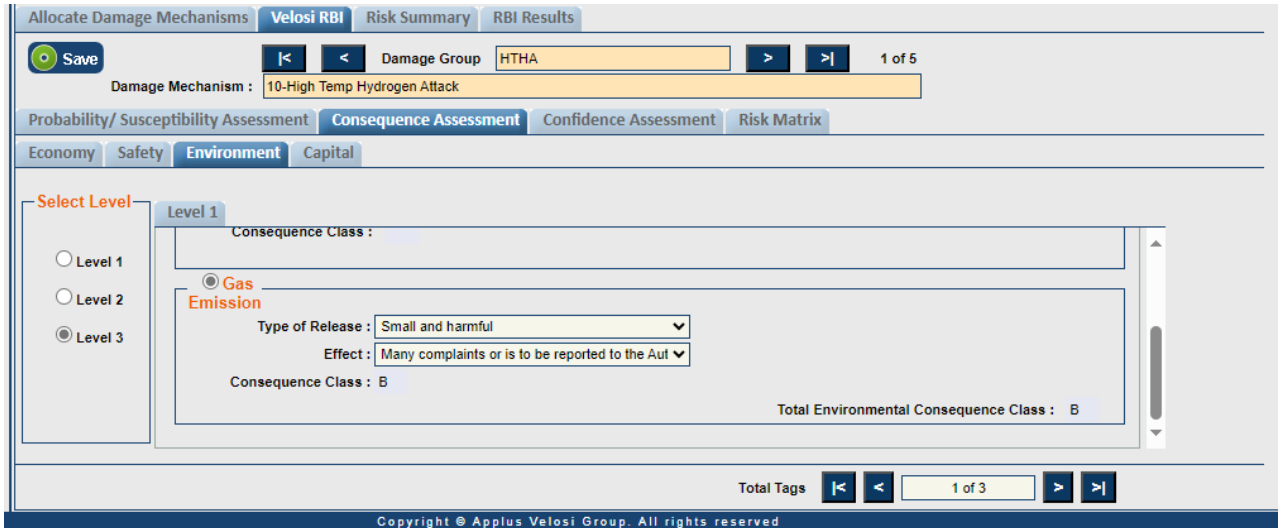 Allocate Damage Mechanisms Velosi RBI Risk Summary RBI Results
Save |< < Damage Group HTHA > >| 1 of 5
Damage Mechanism : 10-High Temp Hydrogen Attack
Probability/ Susceptibility Assessment Consequence Assessment Confidence Assessment Risk Matrix
Economy Safety Environment Capital
Select Level
Level 1
Consequence Class :
Level 1
Gas
Level 2
Emission
Type of Release : Small and harmful
Level 3
Effect : Many complaints or is to be reported to the Aut
Consequence Class : B
Total Environmental Consequence Class : B
Total Tags |< < 1 of 3 > >|
Copyright © Applus Velosi Group. All rights reserved